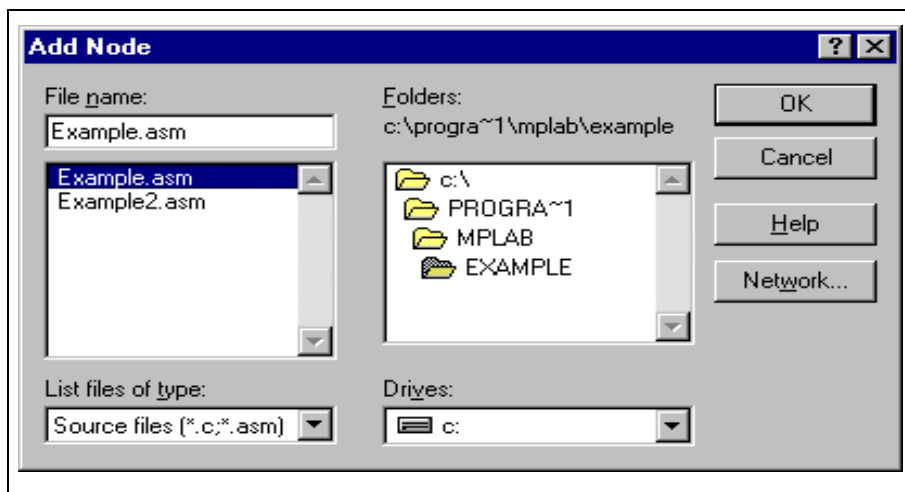 Add Node
File name:
Example.asm
Example.asm
Example2.asm
List files of type:
Source files (*.c;*.asm)
Folders:
c:\progra~1\mplab\example
c:\
PROGRA~1
MPLAB
EXAMPLE
Drives:
c:
OK
Cancel
Help
Network...